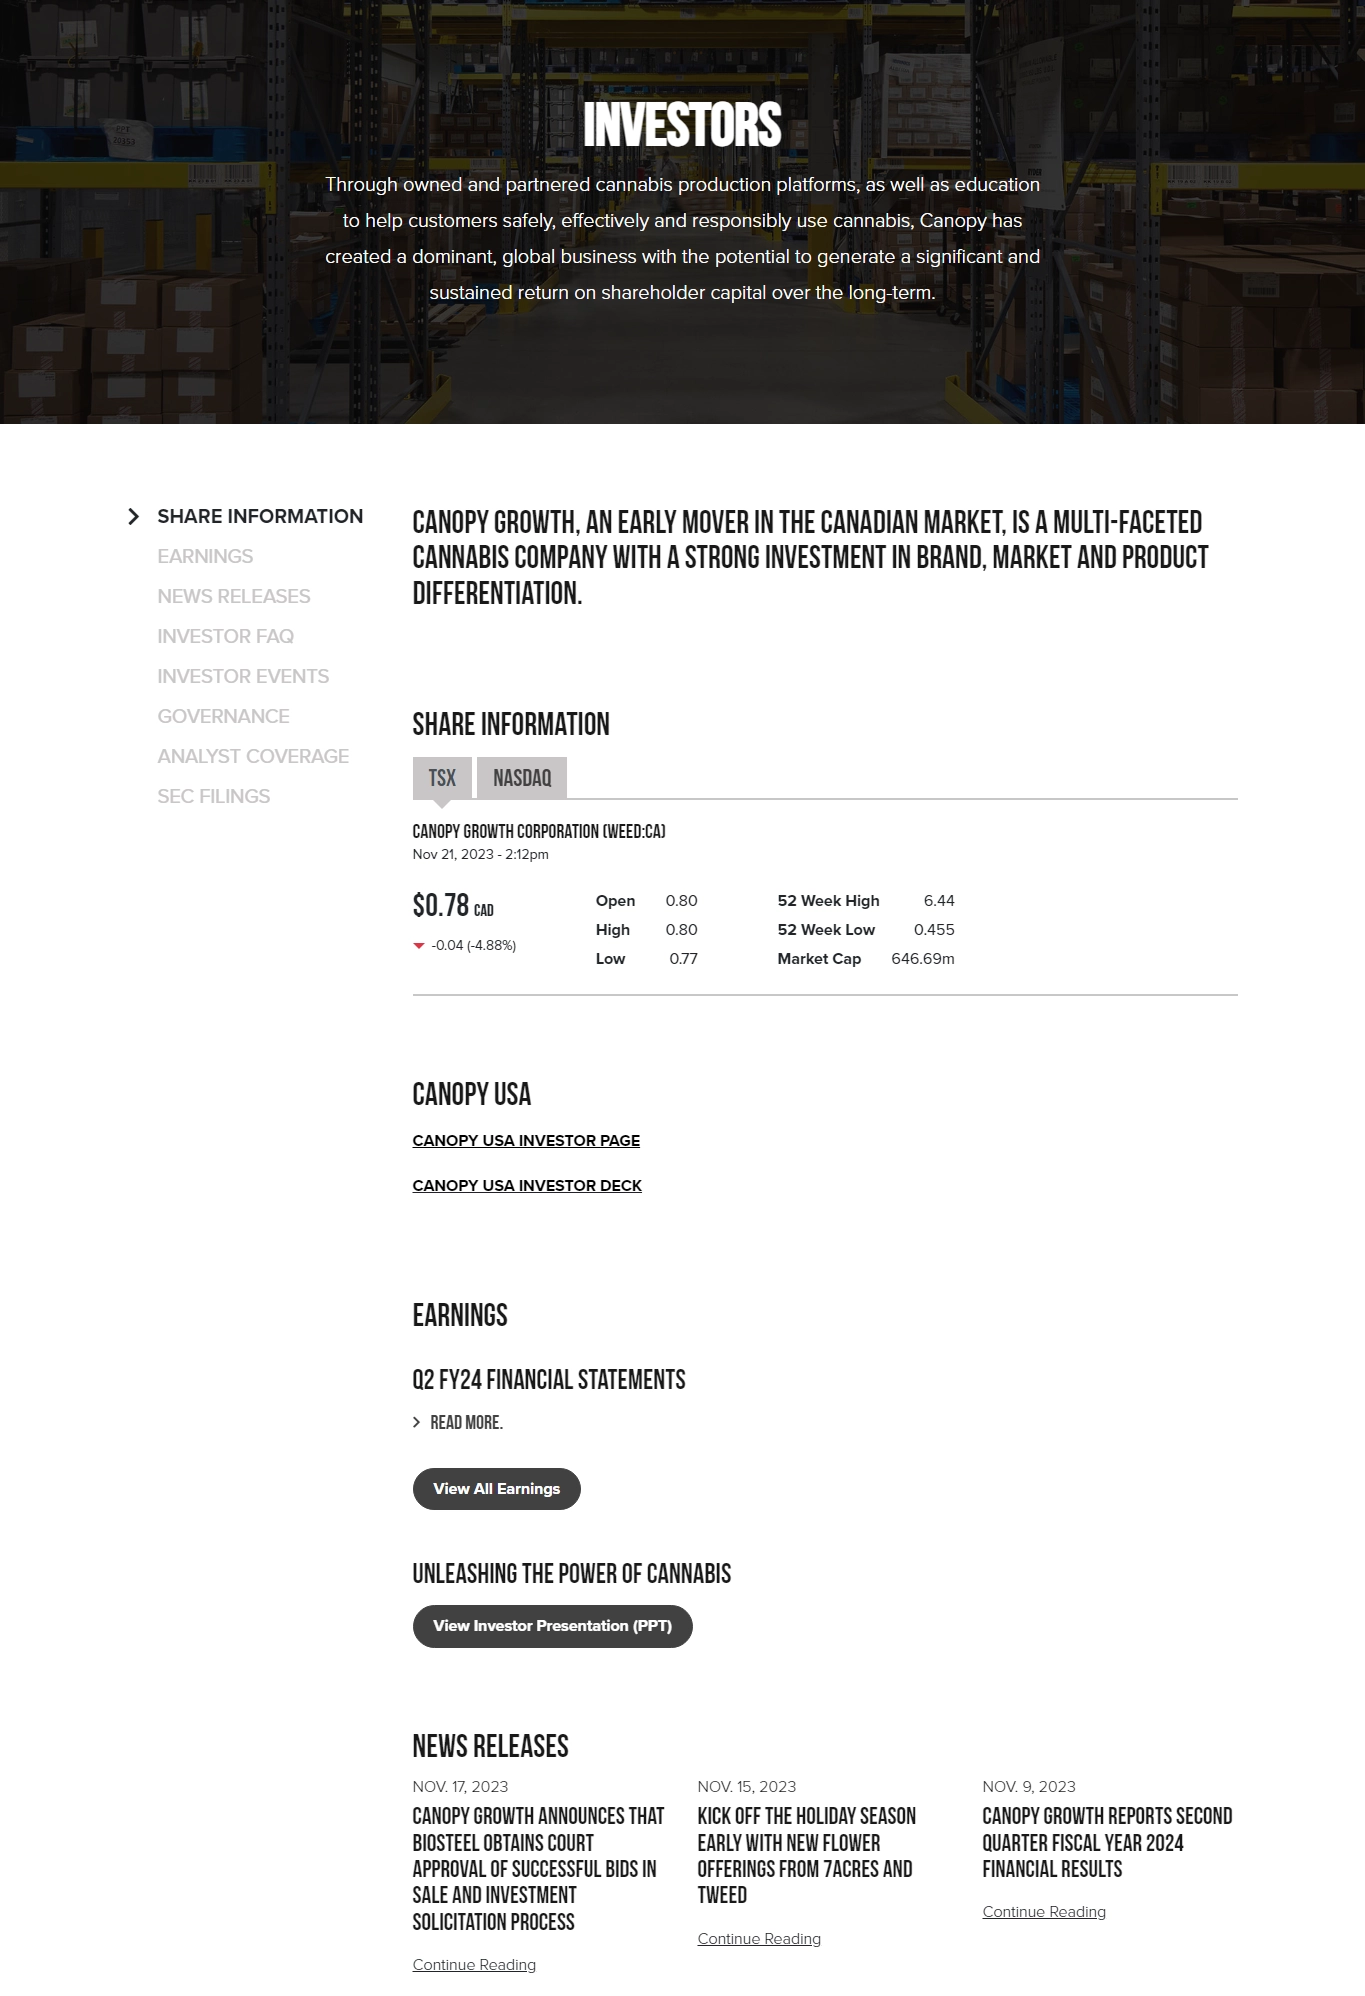 INVESTORS
Through owned and partnered cannabis production platforms, as well as education
to help customers safely, effectively and responsibly use cannabis, Canopy has
created a dominant, global business with the potential to generate a significant and
sustained return on shareholder capital over the long-term.
SHARE INFORMATION
EARNINGS
NEWS RELEASES
INVESTOR FAQ
INVESTOR EVENTS
GOVERNANCE
ANALYST COVERAGE
SEC FILINGS
CANOPY GROWTH, AN EARLY MOVER IN THE CANADIAN MARKET, IS A MULTI-FACETED
CANNABIS COMPANY WITH A STRONG INVESTMENT IN BRAND, MARKET AND PRODUCT
DIFFERENTIATION.
SHARE INFORMATION
TSX NASDAQ
CANOPY GROWTH CORPORATION (WEED:CA)
Nov 21, 2023 - 2:12pm
$0.78 CAD
-0.04 (-4.88%)
Open 0.80
High 0.80
Low 0.77
52 Week High 6.44
52 Week Low 0.455
Market Cap 646.69m
CANOPY USA
CANOPY USA INVESTOR PAGE
CANOPY USA INVESTOR DECK
EARNINGS
Q2 FY24 FINANCIAL STATEMENTS
READ MORE.
View All Earnings
UNLEASHING THE POWER OF CANNABIS
View Investor Presentation (PPT)
NEWS RELEASES
NOV. 17, 2023
CANOPY GROWTH ANNOUNCES THAT
BIOSTEEL OBTAINS COURT
APPROVAL OF SUCCESSFUL BIDS IN
SALE AND INVESTMENT
SOLICITATION PROCESS
Continue Reading
NOV. 15, 2023
KICK OFF THE HOLIDAY SEASON
EARLY WITH NEW FLOWER
OFFERINGS FROM 7ACRES AND
TWEED
Continue Reading
NOV. 9, 2023
CANOPY GROWTH REPORTS SECOND
QUARTER FISCAL YEAR 2024
FINANCIAL RESULTS
Continue Reading